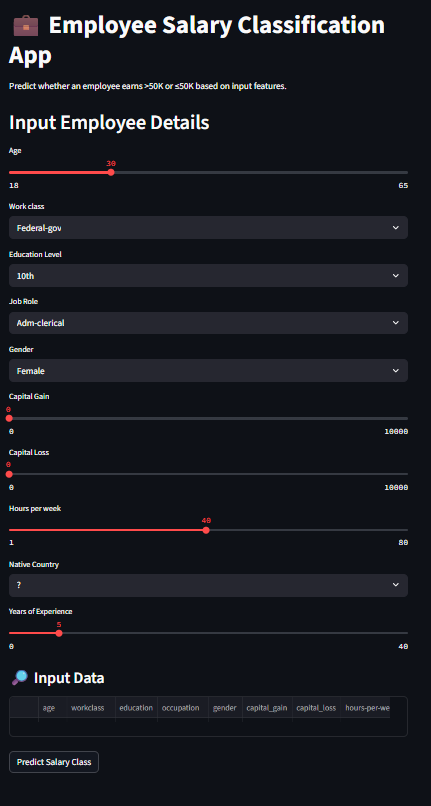 Employee Salary Classification
App
Predict whether an employee earns >50K or ≤50K based on input features.
Input Employee Details
Age
30
18 65
Work class
Federal-gov
Education Level
10th
Job Role
Adm-clerical
Gender
Female
Capital Gain
0
0 10000
Capital Loss
0
0 10000
Hours per week
40
1 80
Native Country
?
Years of Experience
5
0 40
Input Data
age workclass education occupation gender capital_gain capital_loss hours-per-we
Predict Salary Class